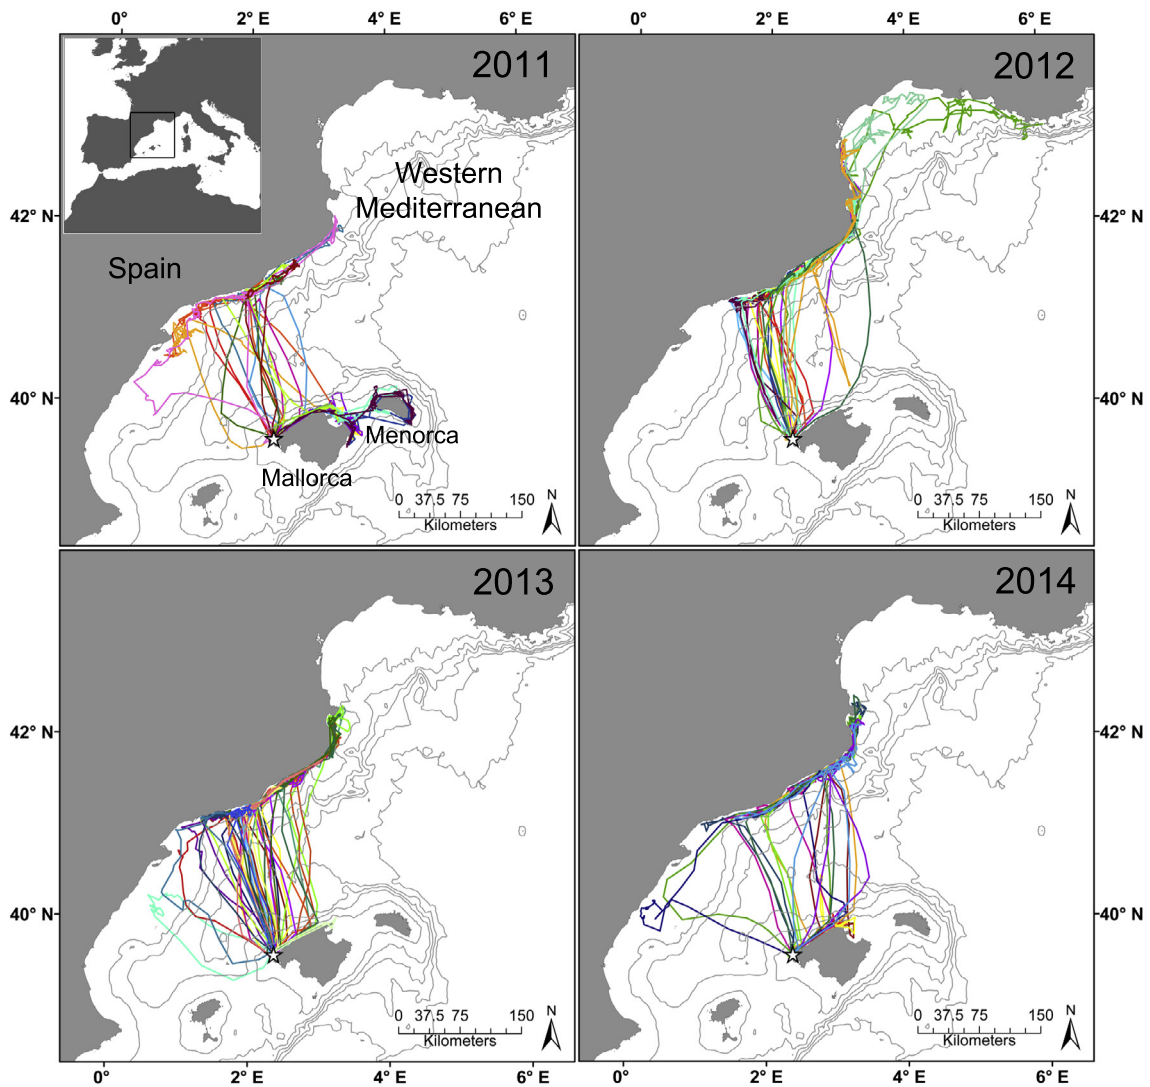 0° 2° E 4° E 6° E 0° 2° E 4° E 6° E
2011 2012
Western
Mediterranean
42° N 42° N
Spain
40° N 40° N
Menorca
Mallorca
0 37,5 75 150 N 0 37,5 75 150 N
Kilometers Kilometers
2013 2014
42° N 42° N
40° N 40° N
0 37,5 75 150 N 0 37,5 75 150 N
Kilometers Kilometers
0° 2° E 4° E 6° E 0° 2° E 4° E 6° E